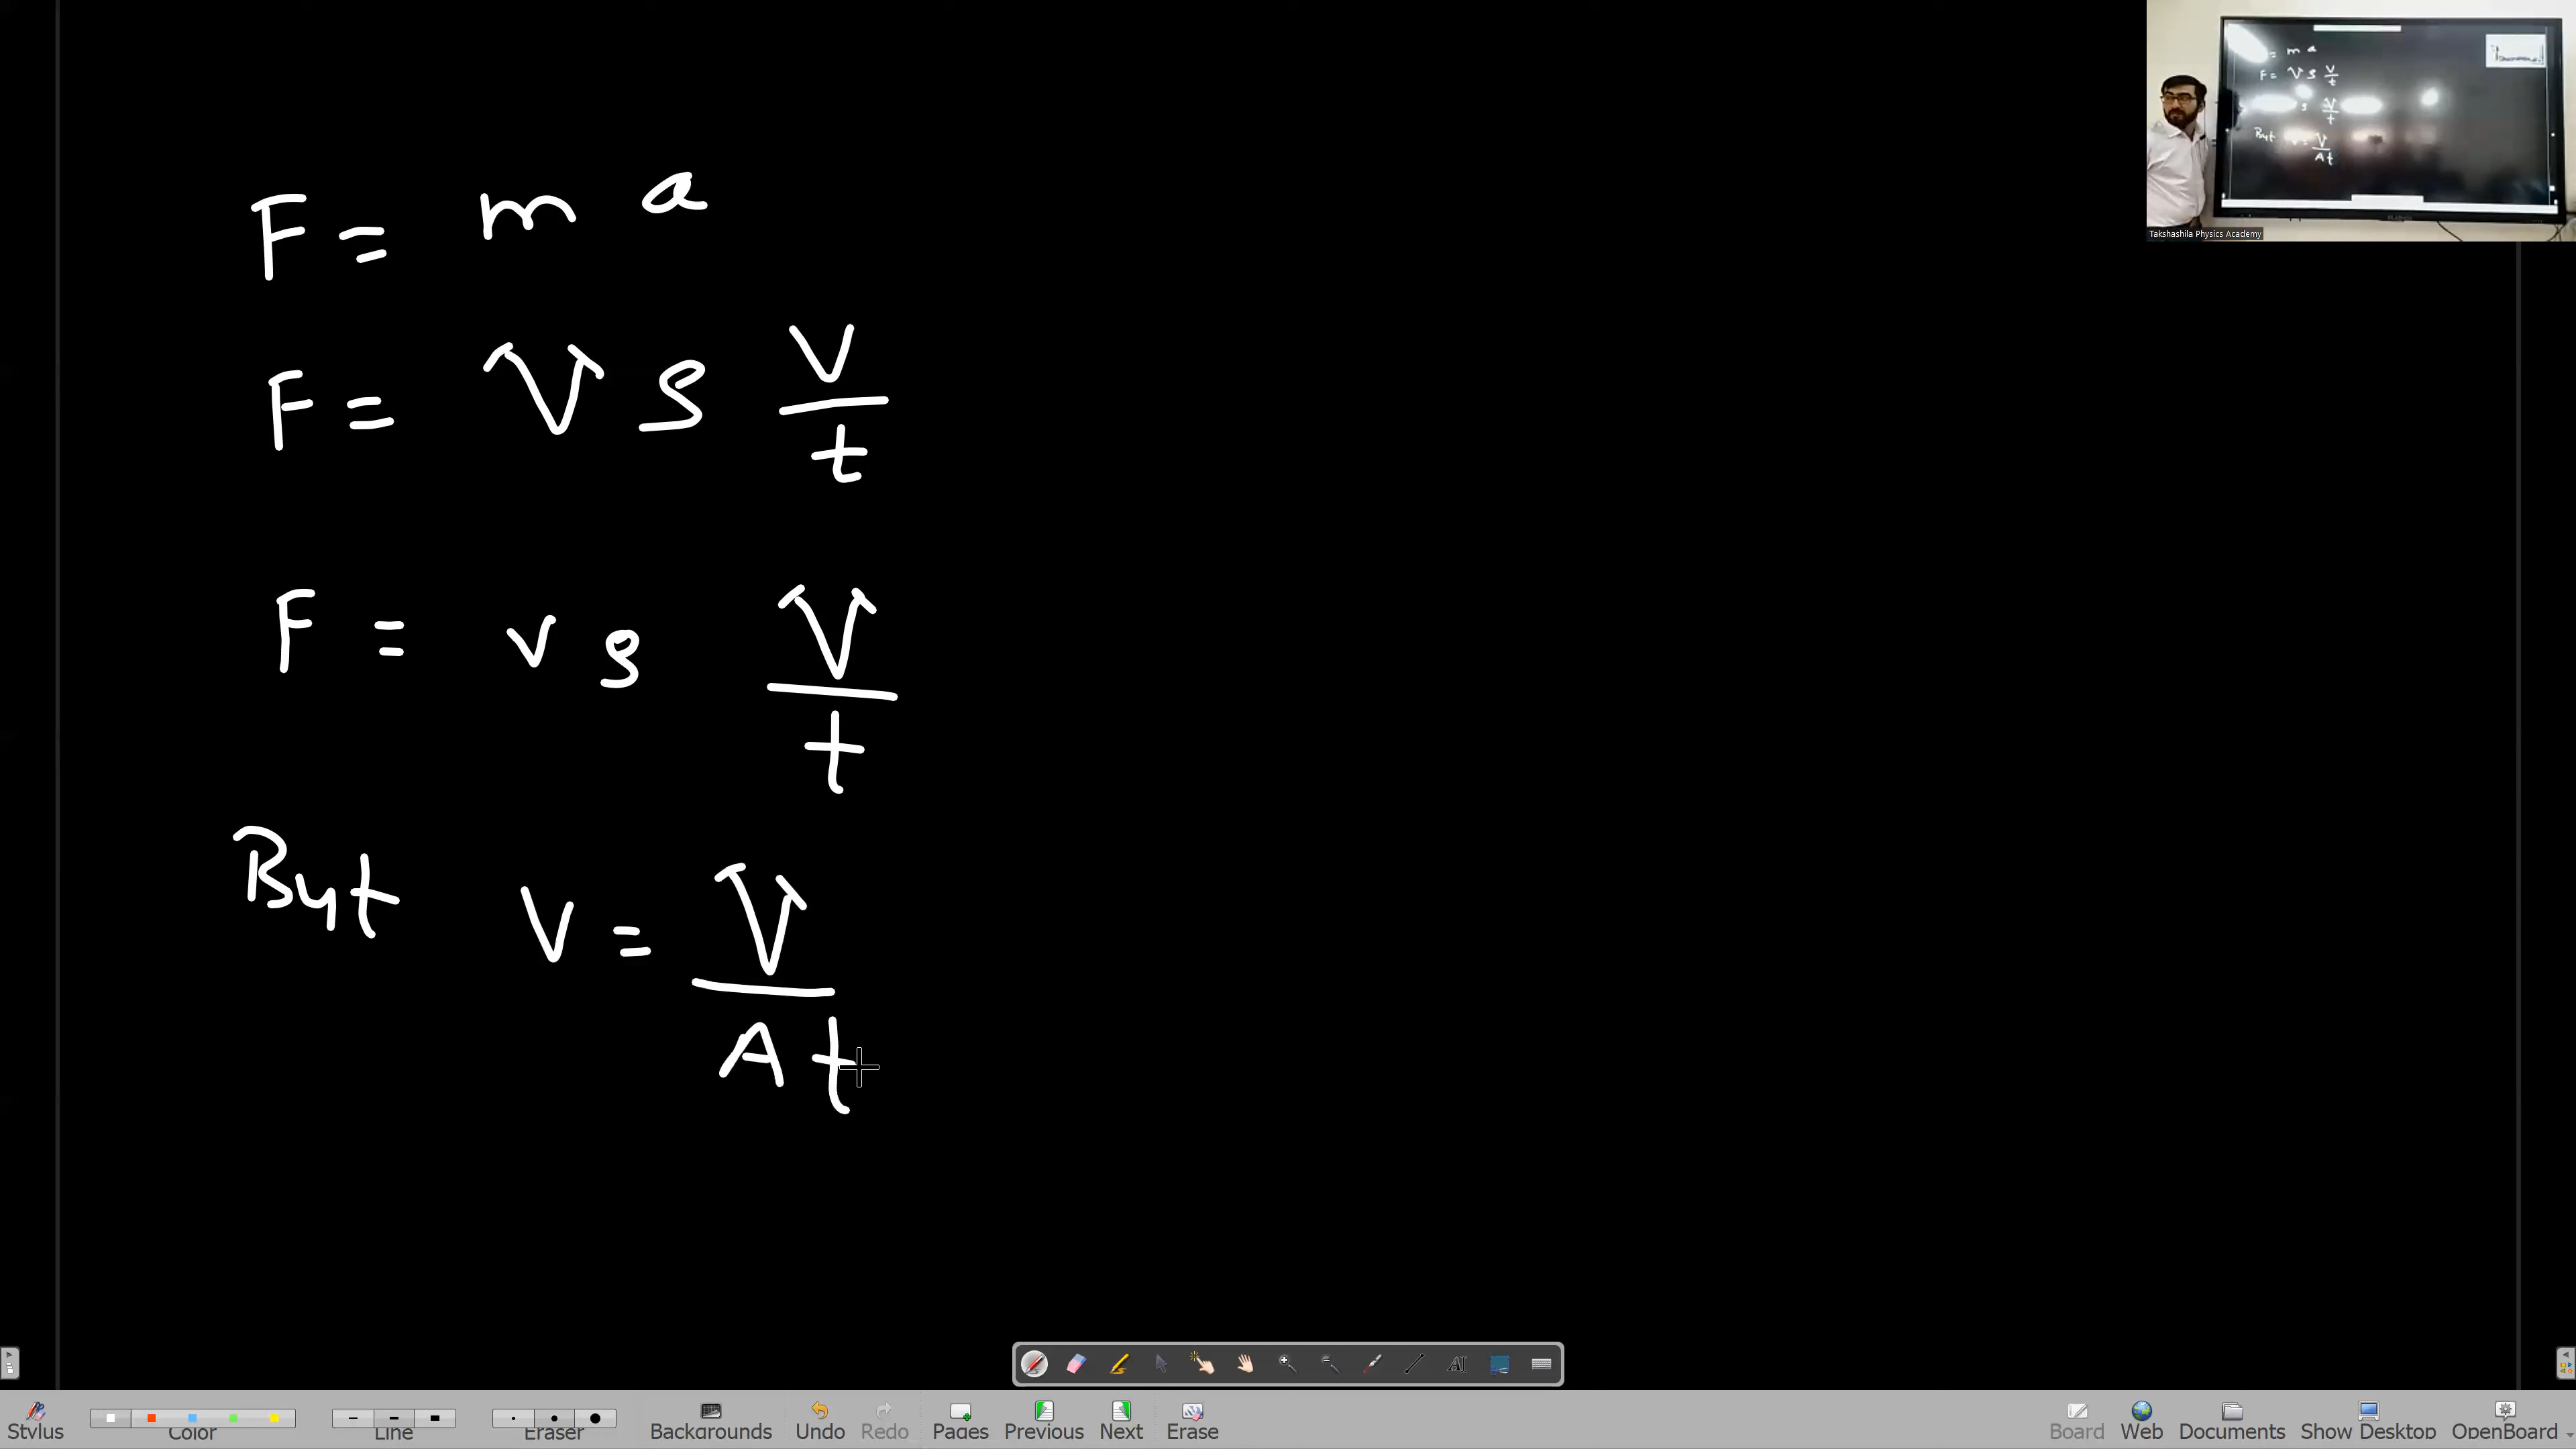 F = m a
F = V ρ v/t
F = v ρ V/t
But v = V/At
Takshashila Physics Academy
Stylus Color Line Eraser Backgrounds Undo Redo Pages Previous Next Erase Board Web Documents Show Desktop OpenBoard